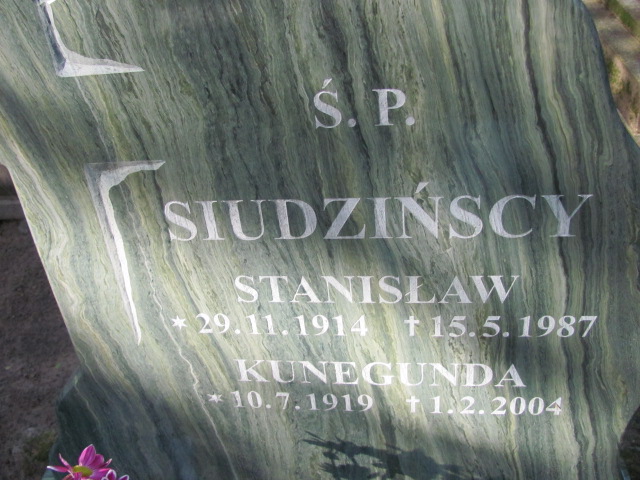 Ś. P.
SIUDZIŃSCY
STANISŁAW
* 29.11.1914 † 15.5.1987
KUNEGUNDA
* 10.7.1919 † 1.2.2004